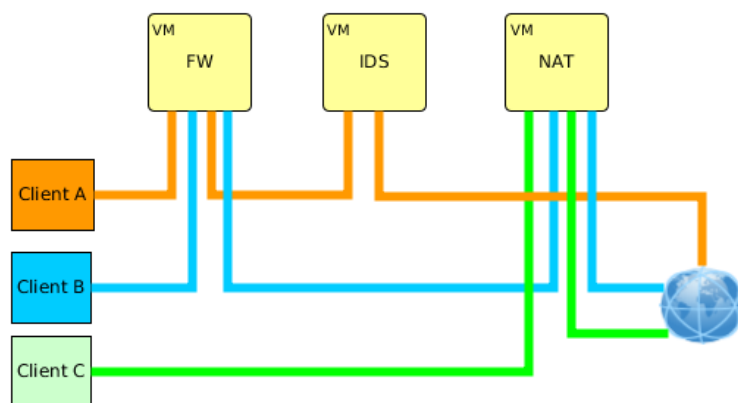 VM
FW
VM
IDS
VM
NAT
Client A
Client B
Client C